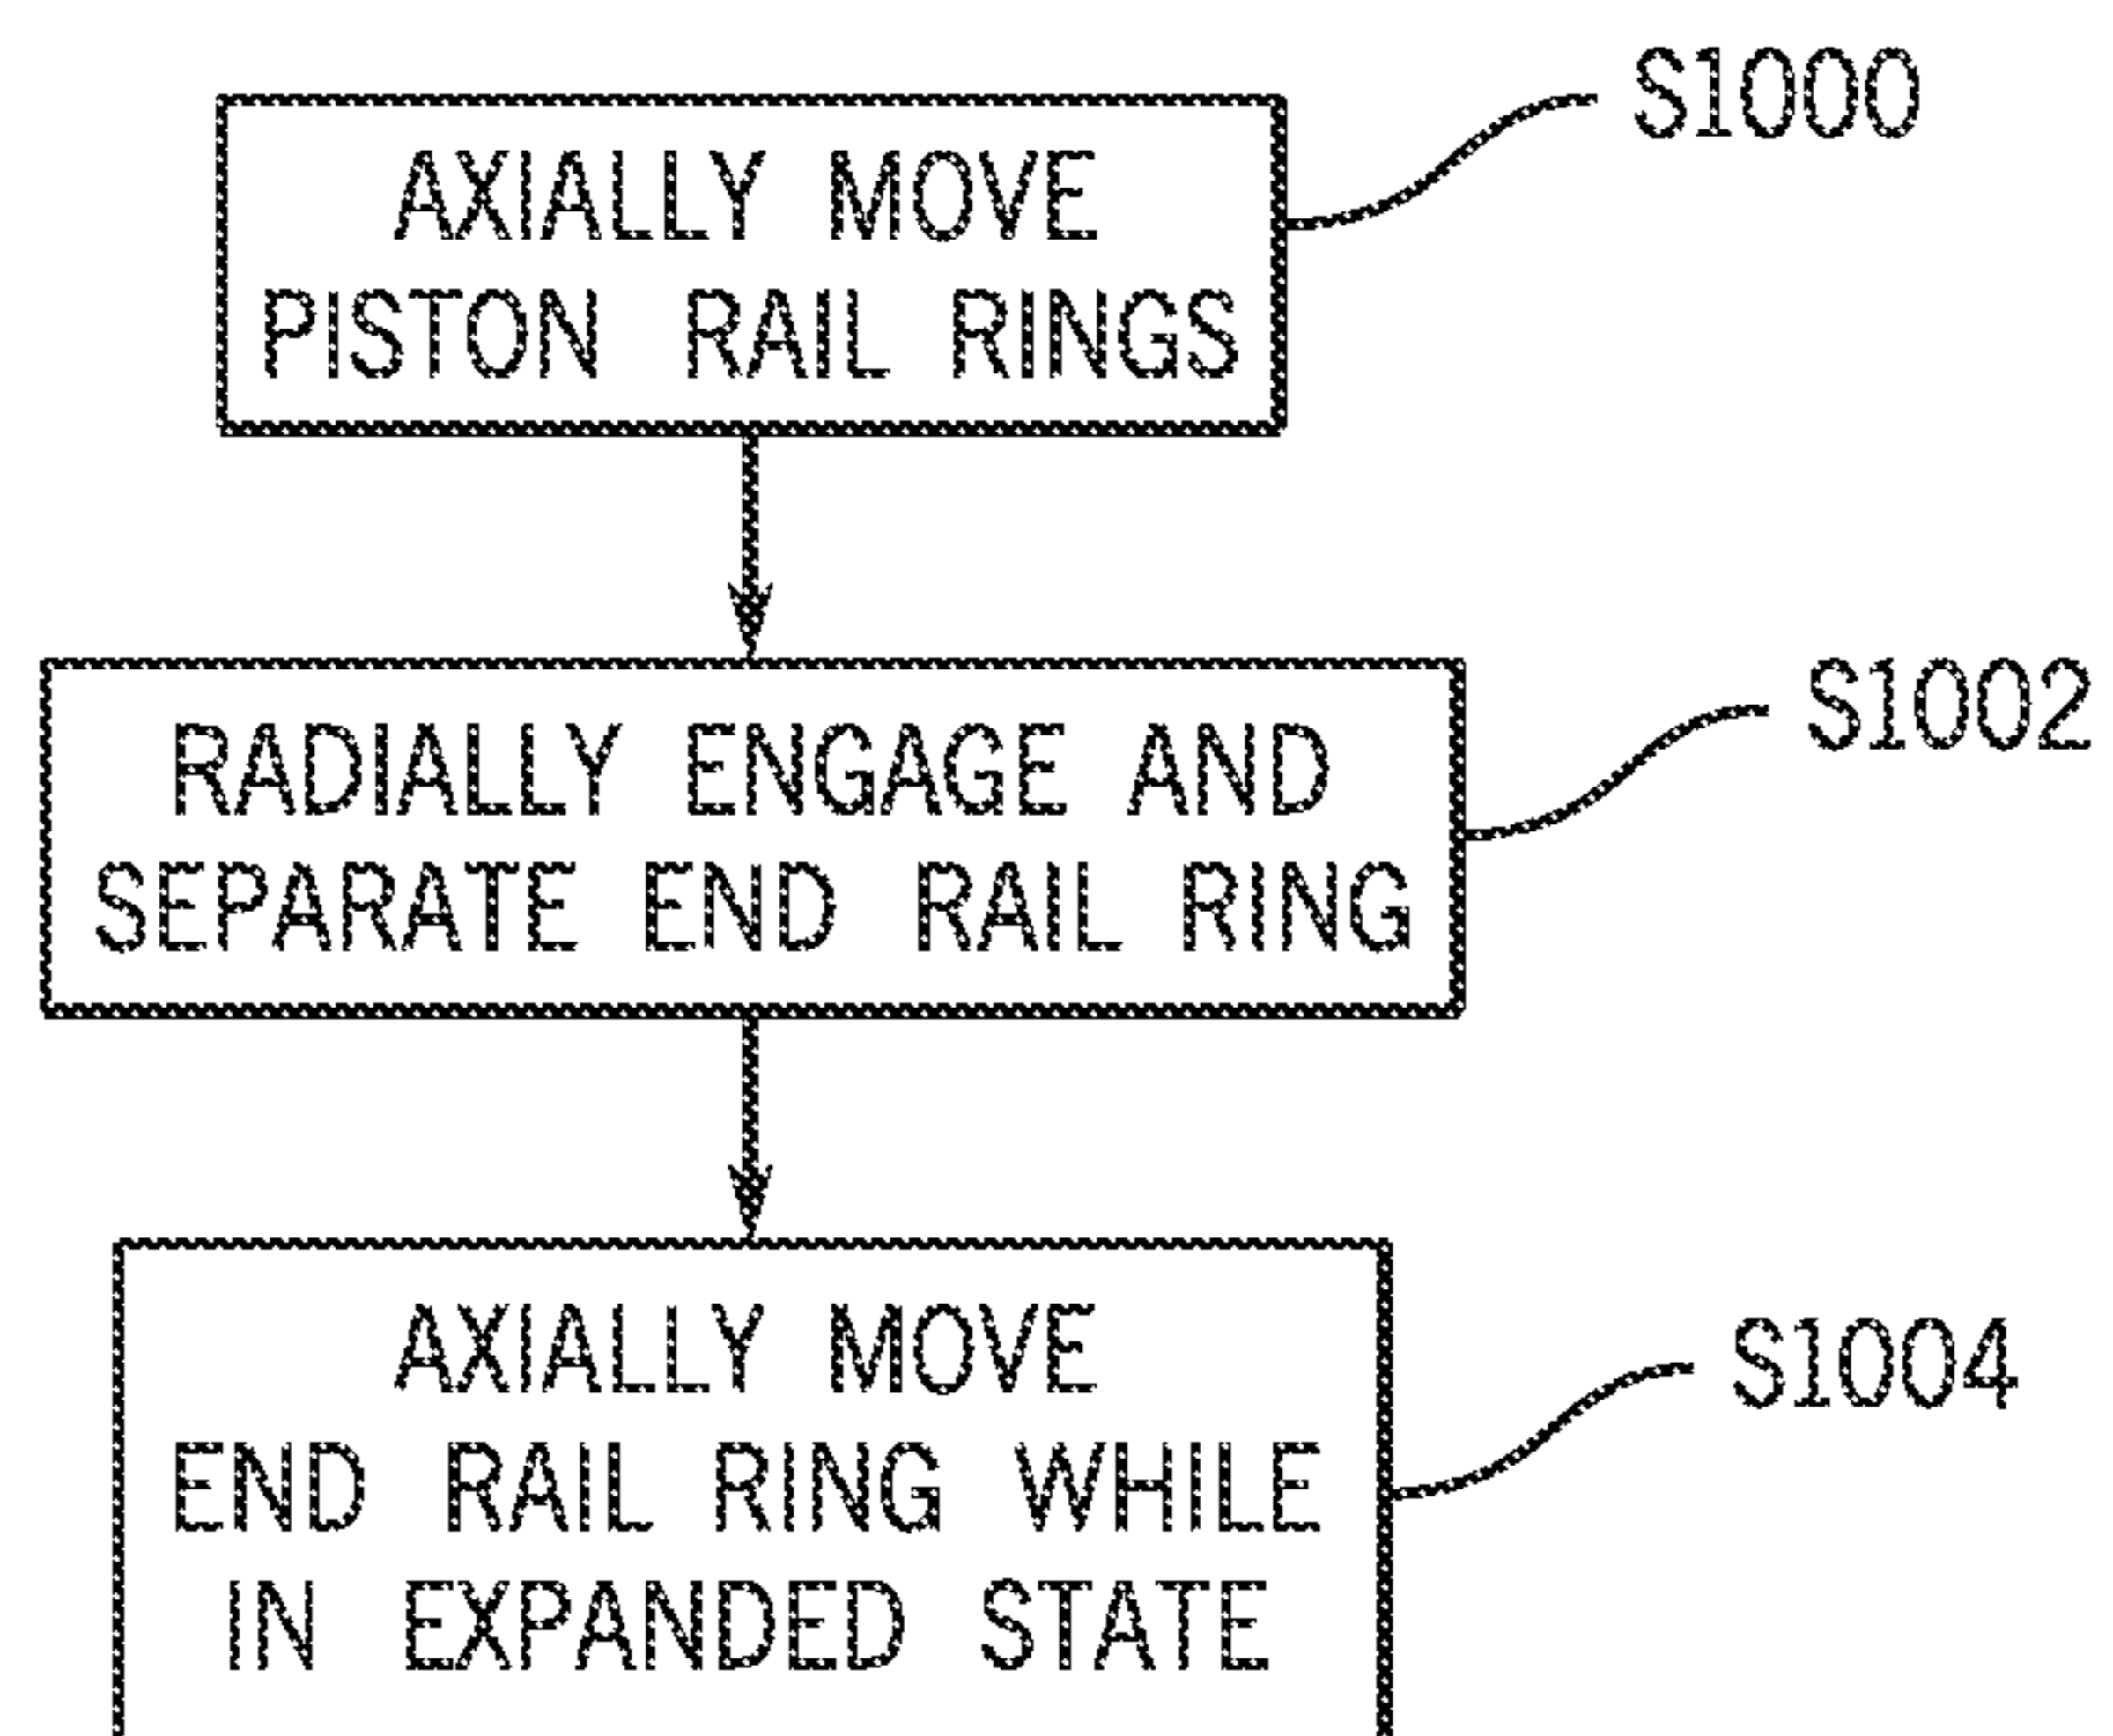 S1000
AXIALLY MOVE
PISTON RAIL RINGS
S1002
RADIALLY ENGAGE AND
SEPARATE END RAIL RING
S1004
AXIALLY MOVE
END RAIL RING WHILE
IN EXPANDED STATE